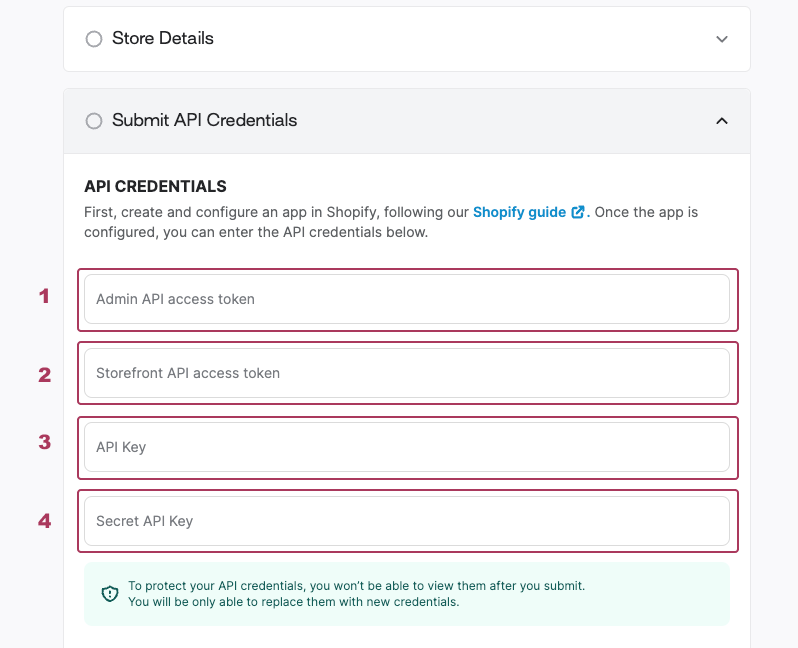 Store Details
Submit API Credentials
API CREDENTIALS
First, create and configure an app in Shopify, following our Shopify guide. Once the app is
configured, you can enter the API credentials below.
1
Admin API access token
2
Storefront API access token
3
API Key
4
Secret API Key
To protect your API credentials, you won’t be able to view them after you submit.
You will be only able to replace them with new credentials.